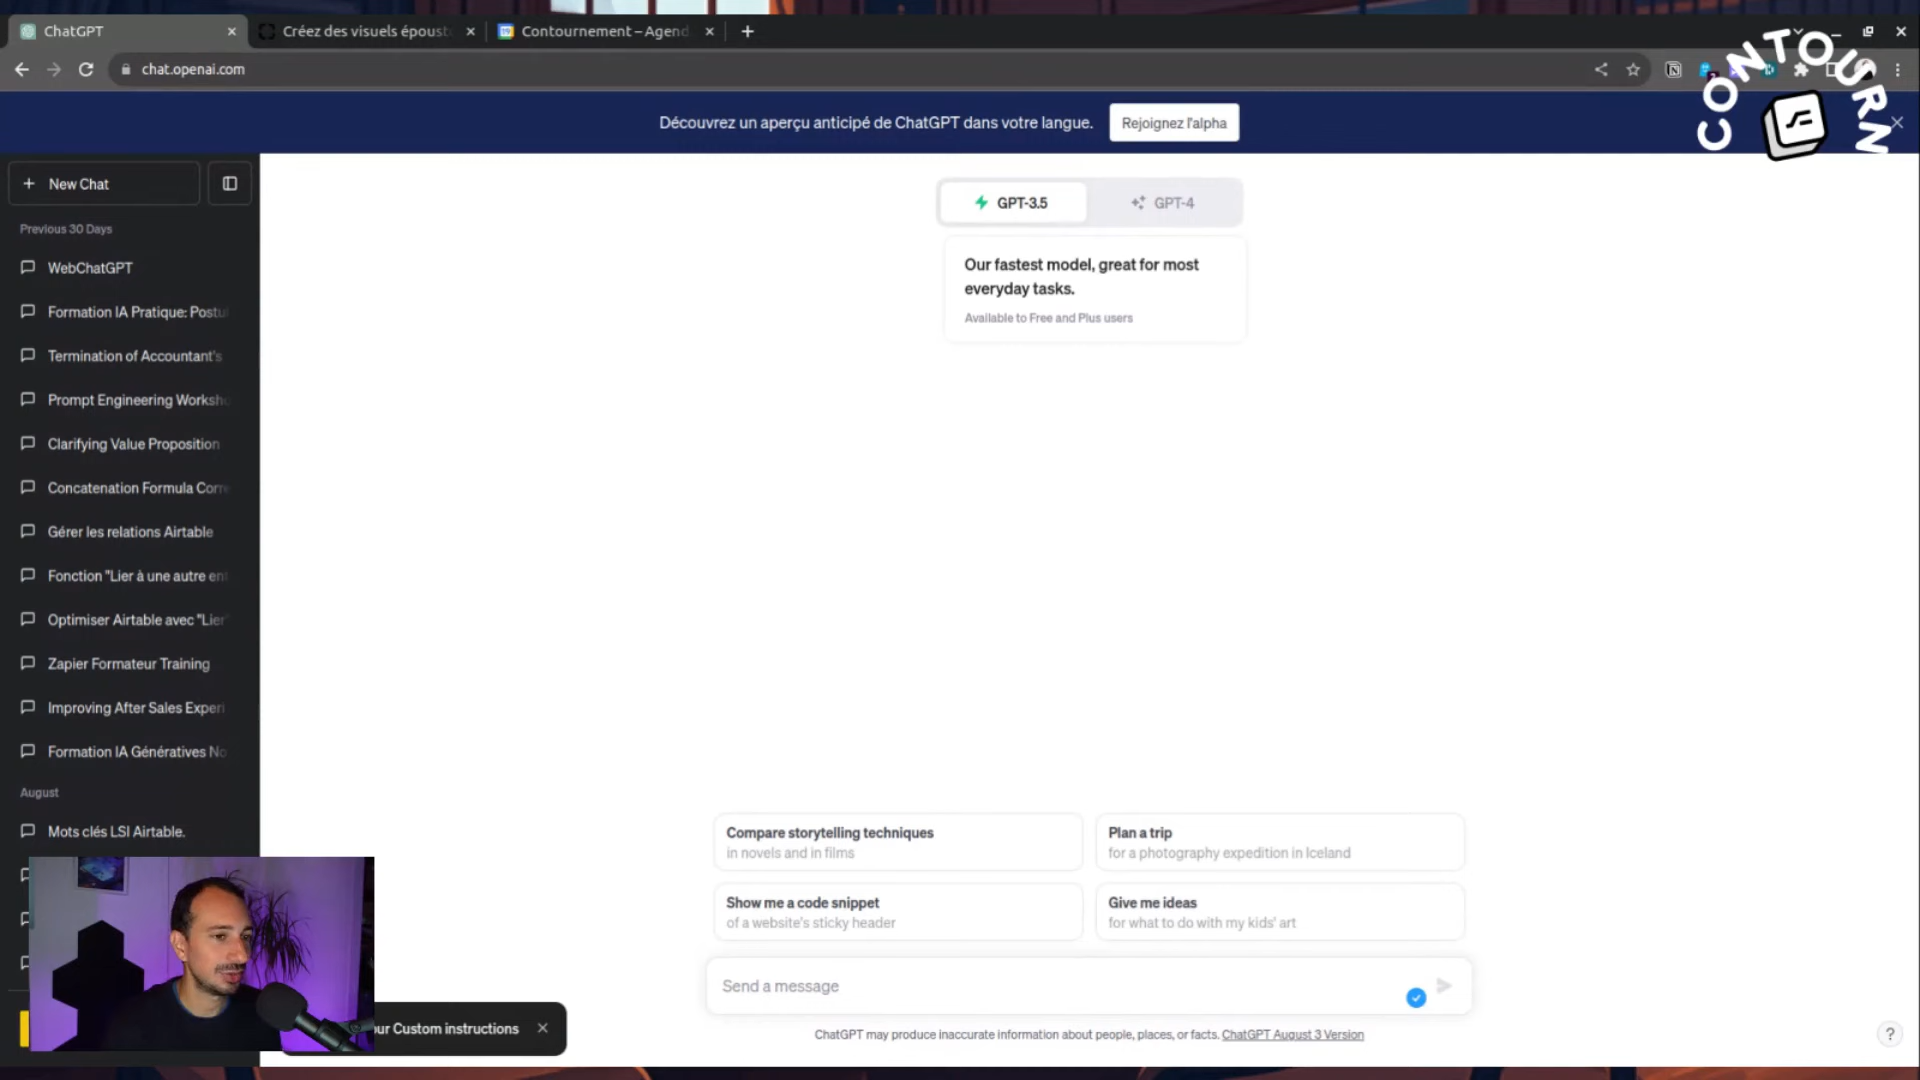 ChatGPT
Créez des visuels époust
Contournement – Agend
chat.openai.com
CONTOURN
Découvrez un aperçu anticipé de ChatGPT dans votre langue.
Rejoignez l'alpha
New Chat
Previous 30 Days
WebChatGPT
Formation IA Pratique: Postul
Termination of Accountant's
Prompt Engineering Worksho
Clarifying Value Proposition
Concatenation Formula Corre
Gérer les relations Airtable
Fonction "Lier à une autre en
Optimiser Airtable avec "Lier
Zapier Formateur Training
Improving After Sales Experi
Formation IA Génératives No
August
Mots clés LSI Airtable.
GPT-3.5
GPT-4
Our fastest model, great for most
everyday tasks.
Available to Free and Plus users
Compare storytelling techniques
in novels and in films
Plan a trip
for a photography expedition in Iceland
Show me a code snippet
of a website's sticky header
Give me ideas
for what to do with my kids' art
Send a message
ur Custom instructions
ChatGPT may produce inaccurate information about people, places, or facts. ChatGPT August 3 Version
?